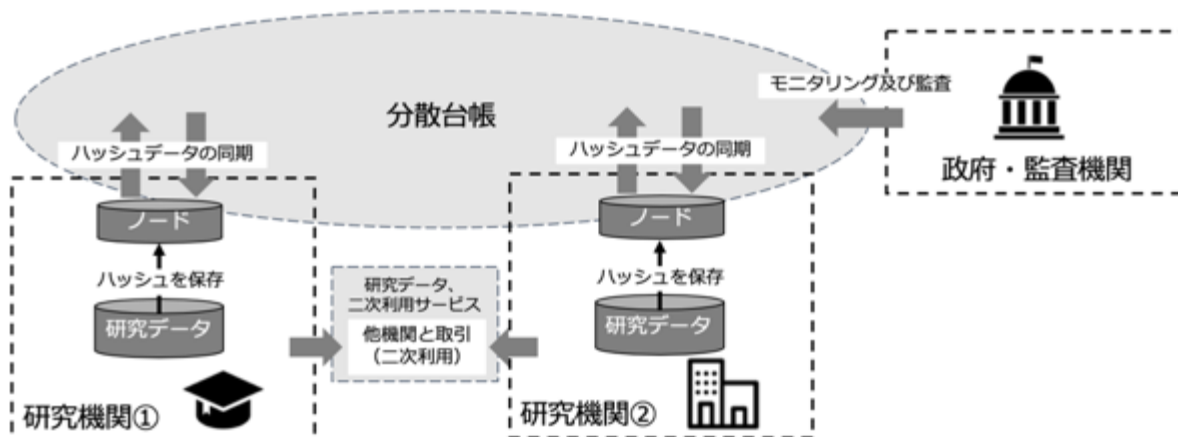 分散台帳
モニタリング及び監査
政府・監査機関
ハッシュデータの同期
ハッシュデータの同期
ノード
ハッシュを保存
研究データ
研究機関①
研究データ、
二次利用サービス
他機関と取引
（二次利用）
ノード
ハッシュを保存
研究データ
研究機関②